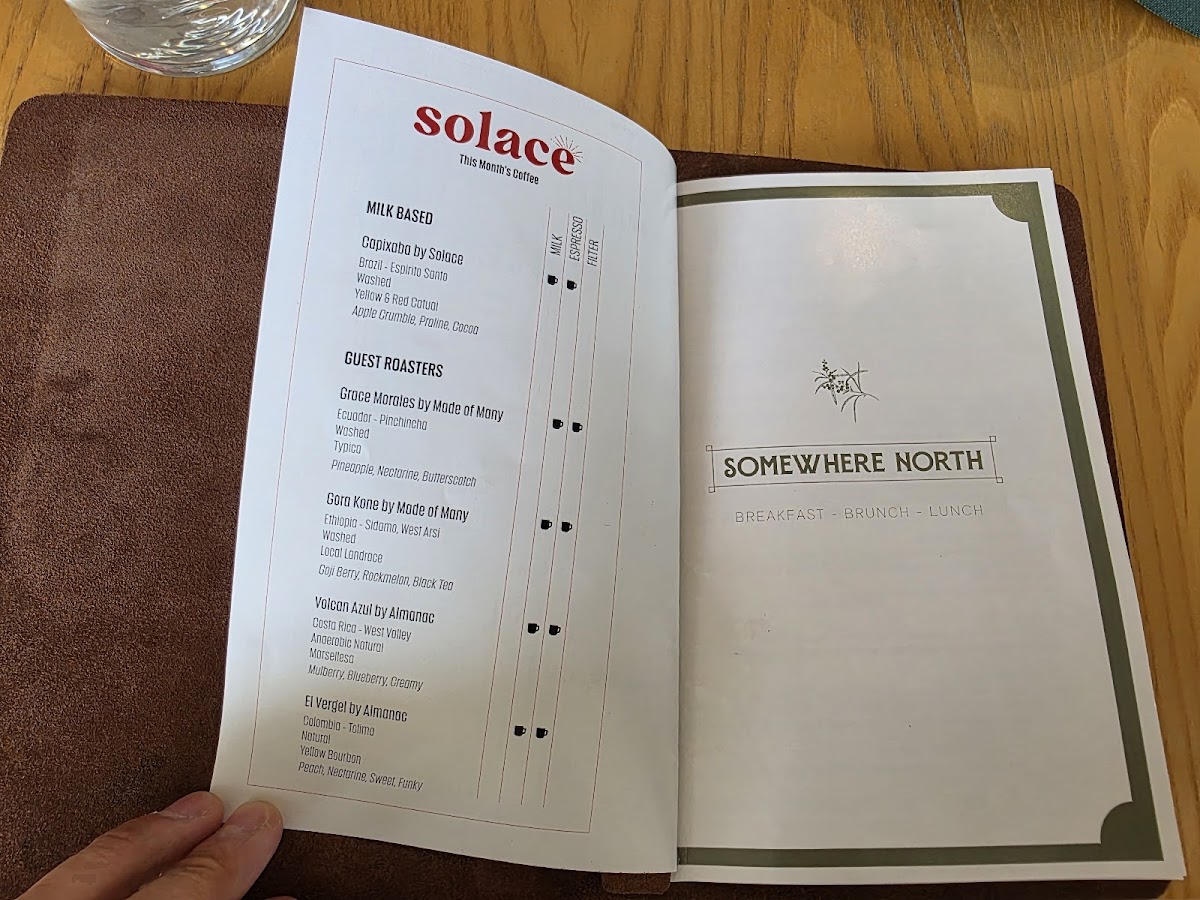 solace
This Month's Coffee
MILK BASED
MILK
ESPRESSO
FILTER
Capixaba by Solace
Brazil - Espirito Santo
Washed
Yellow & Red Catuai
Apple Crumble, Praline, Cocoa
GUEST ROASTERS
Grace Morales by Made of Many
Ecuador - Pinchincha
Washed
Typica
Pineapple, Nectarine, Butterscotch
Gora Kone by Made of Many
Ethiopia - Sidamo, West Arsi
Washed
Local Landrace
Goji Berry, Rockmelon, Black Tea
Volcan Azul by Almanac
Costa Rica - West Valley
Anaerobic Natural
Marsellesa
Mulberry, Blueberry, Creamy
El Vergel by Almanac
Colombia - Tolima
Natural
Yellow Bourbon
Peach, Nectarine, Sweet, Funky
SOMEWHERE NORTH
BREAKFAST - BRUNCH - LUNCH